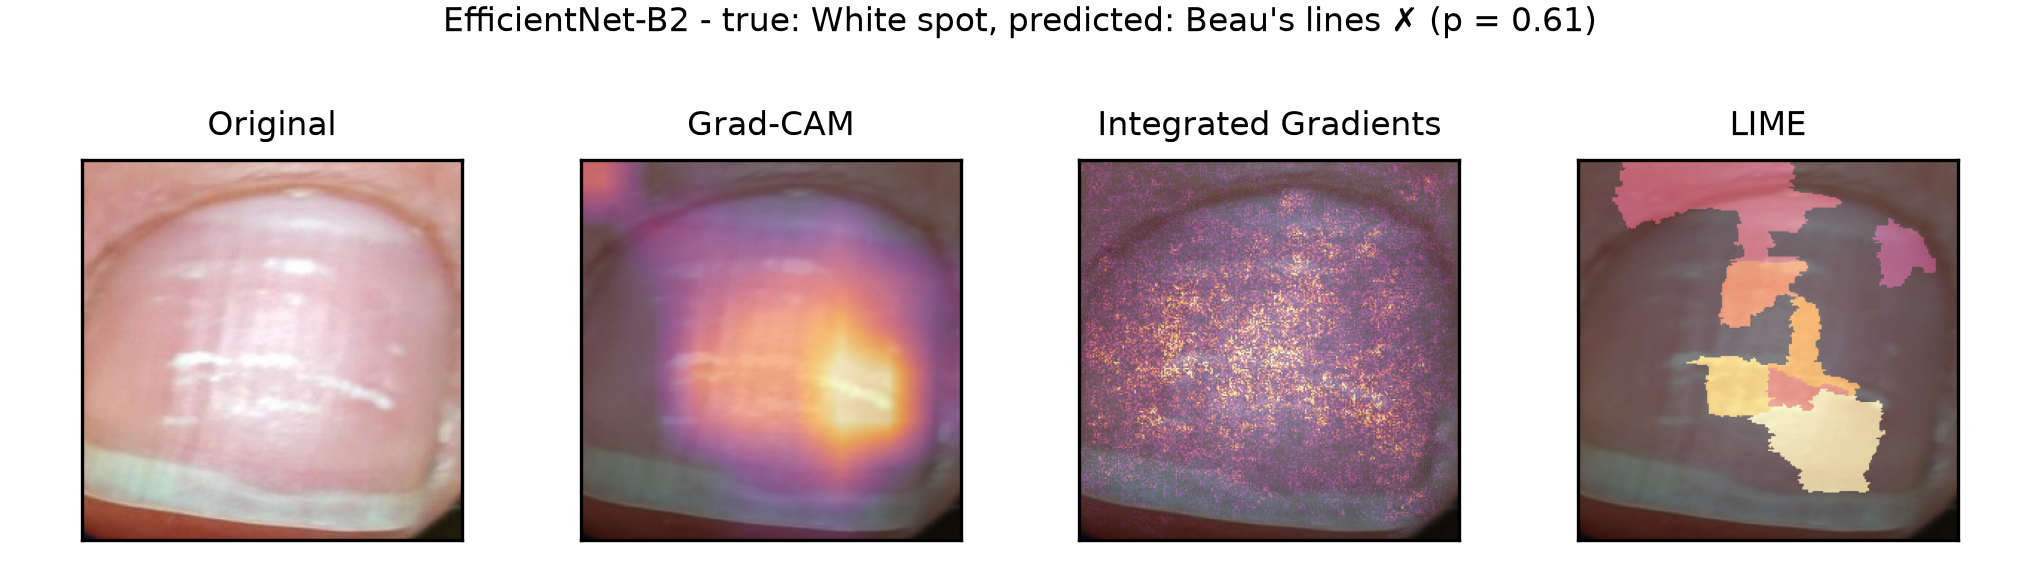 EfficientNet-B2 - true: White spot, predicted: Beau's lines ✗ (p = 0.61)
Original
Grad-CAM
Integrated Gradients
LIME